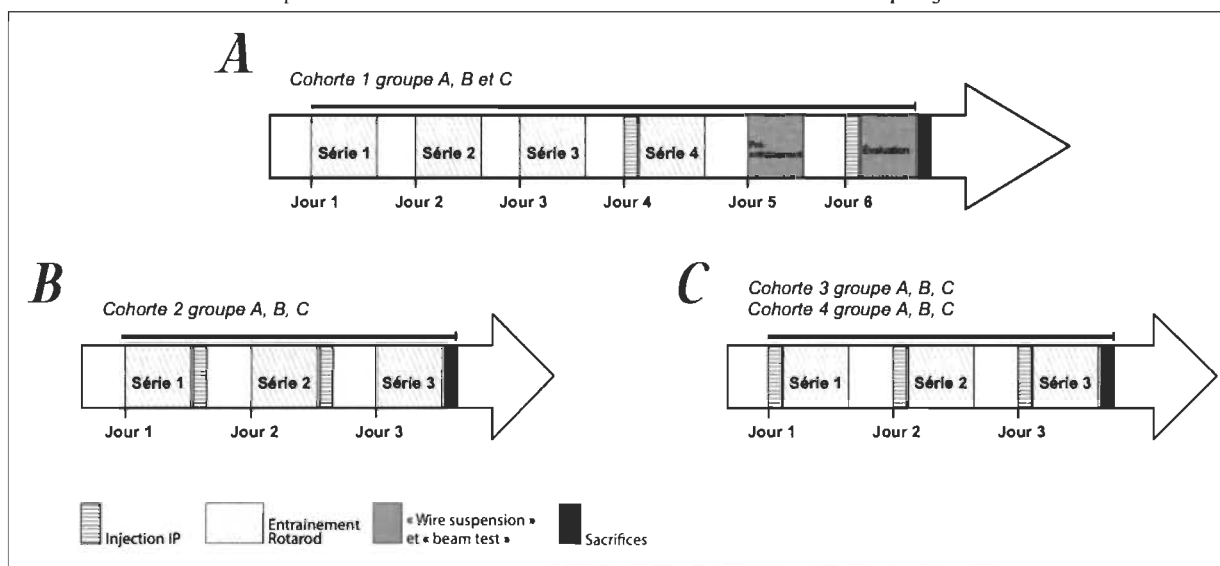 A
Cohorte 1 groupe A, B et C
Série 1
Série 2
Série 3
Série 4
Évaluation
Jour 1
Jour 2
Jour 3
Jour 4
Jour 5
Jour 6
B
Cohorte 2 groupe A, B, C
Série 1
Série 2
Série 3
Jour 1
Jour 2
Jour 3
C
Cohorte 3 groupe A, B, C
Cohorte 4 groupe A, B, C
Série 1
Série 2
Série 3
Jour 1
Jour 2
Jour 3
Injection IP
Entrainement
Rotarod
« Wire suspension »
et « beam test »
Sacrifices